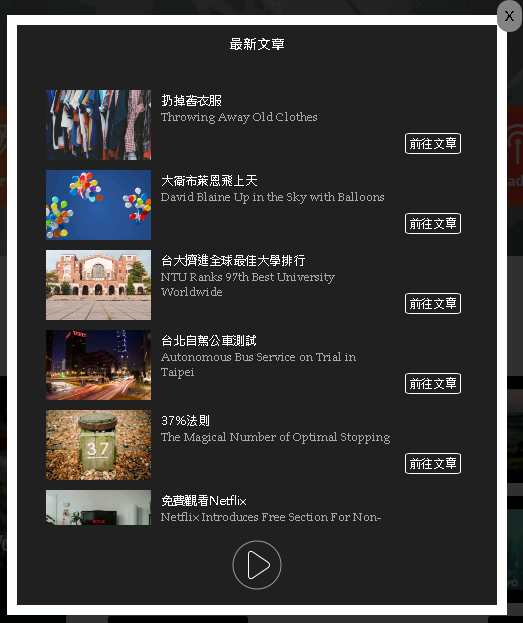 X
最新文章
扔掉舊衣服
Throwing Away Old Clothes
前往文章
大衛布萊恩飛上天
David Blaine Up in the Sky with Balloons
前往文章
台大擠進全球最佳大學排行
NTU Ranks 97th Best University
Worldwide
前往文章
台北自駕公車測試
Autonomous Bus Service on Trial in
Taipei
前往文章
37%法則
The Magical Number of Optimal Stopping
37
前往文章
免費觀看Netflix
Netflix Introduces Free Section For Non-